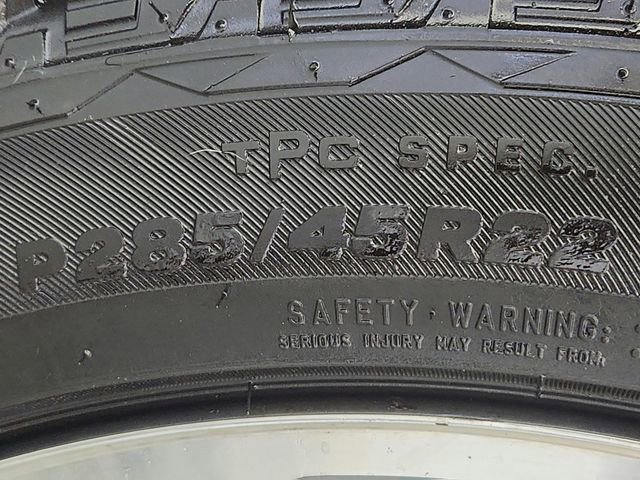 TPC SPEC.
P285/45R22
SAFETY WARNING:
SERIOUS INJURY MAY RESULT FROM: